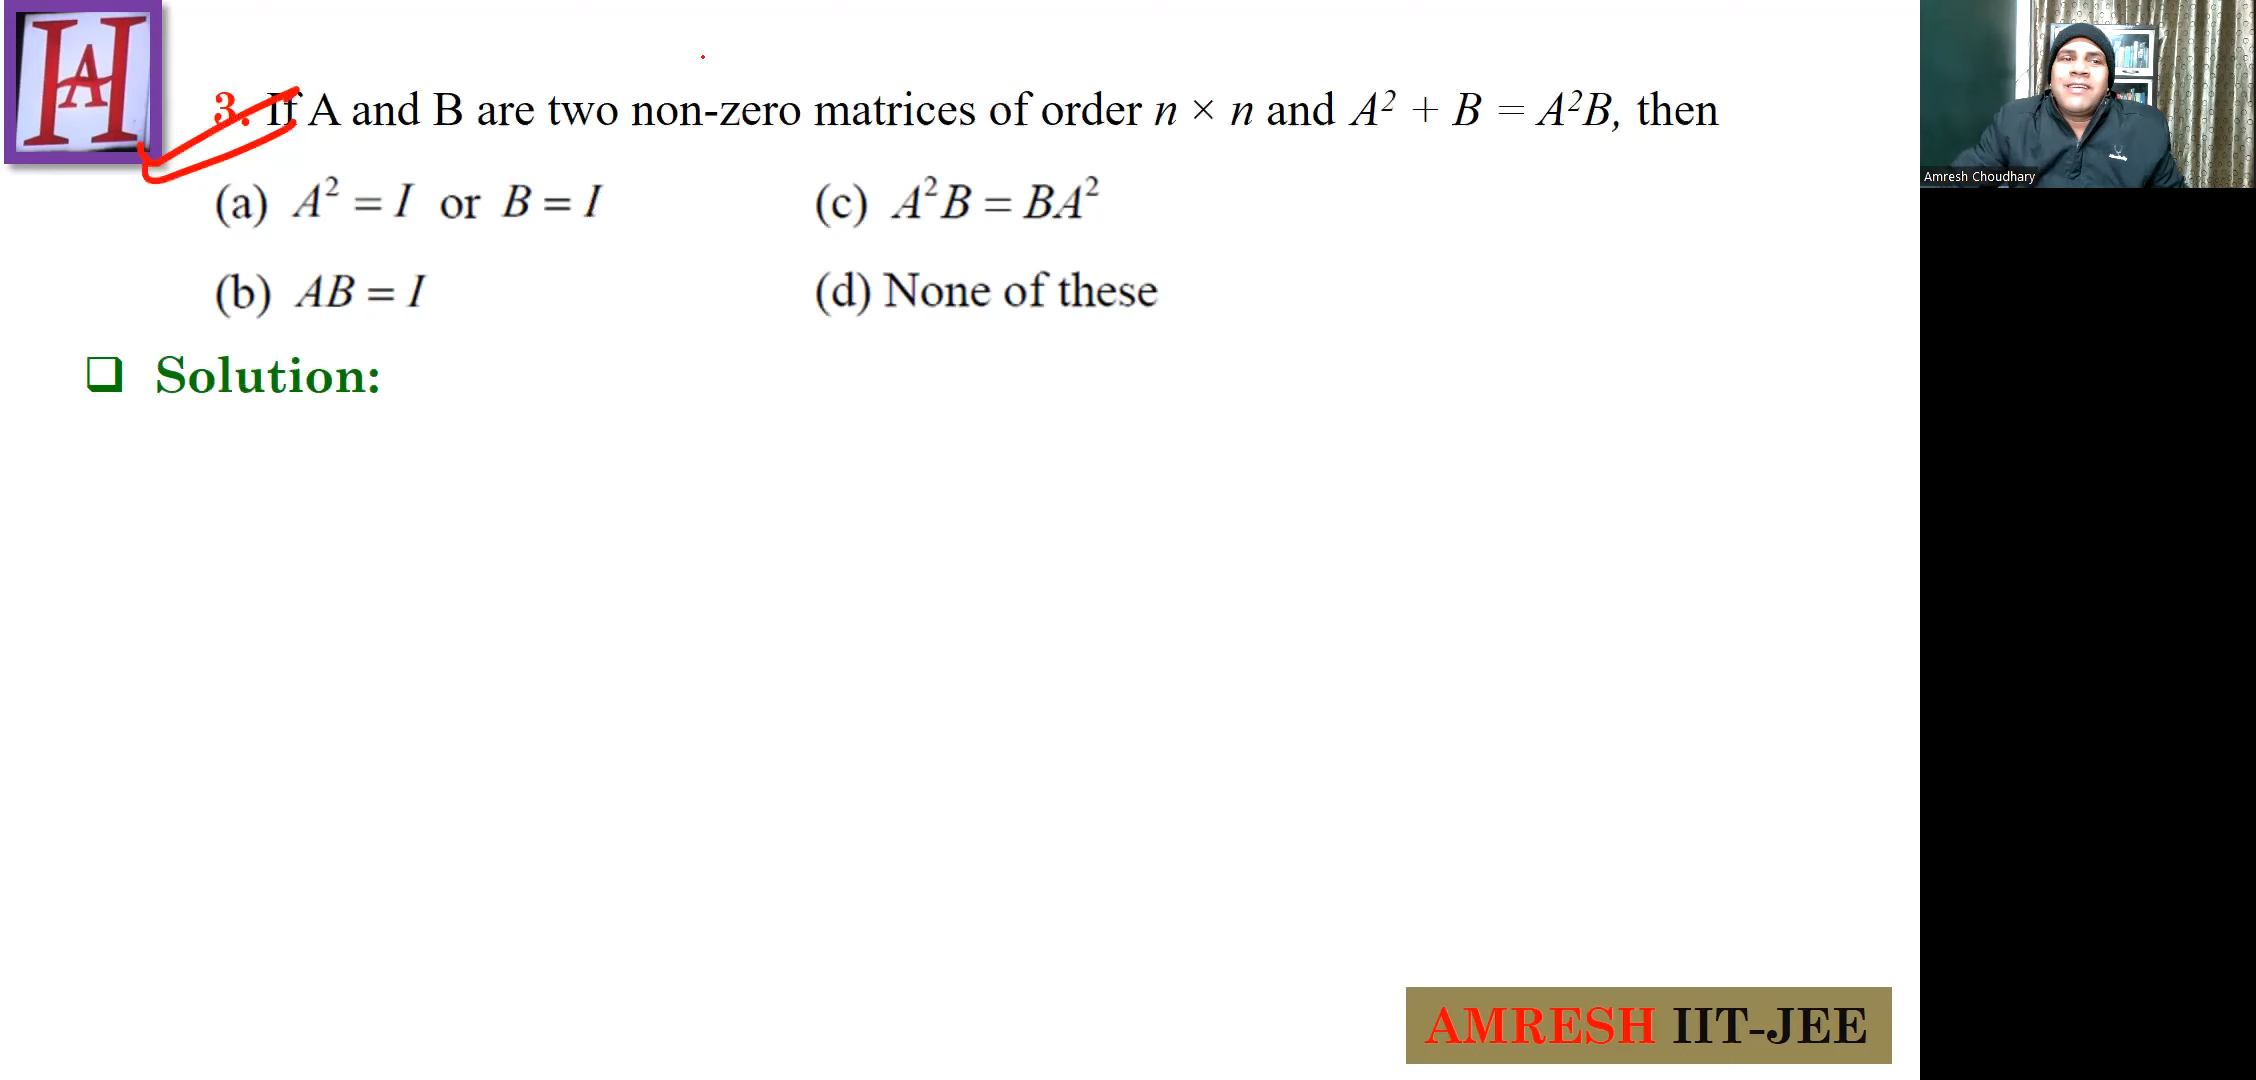 HA
3. If A and B are two non-zero matrices of order n × n and A² + B = A²B, then
(a) A² = I or B = I
(c) A²B = BA²
(b) AB = I
(d) None of these
❑ Solution:
Amresh Choudhary
AMRESH IIT-JEE